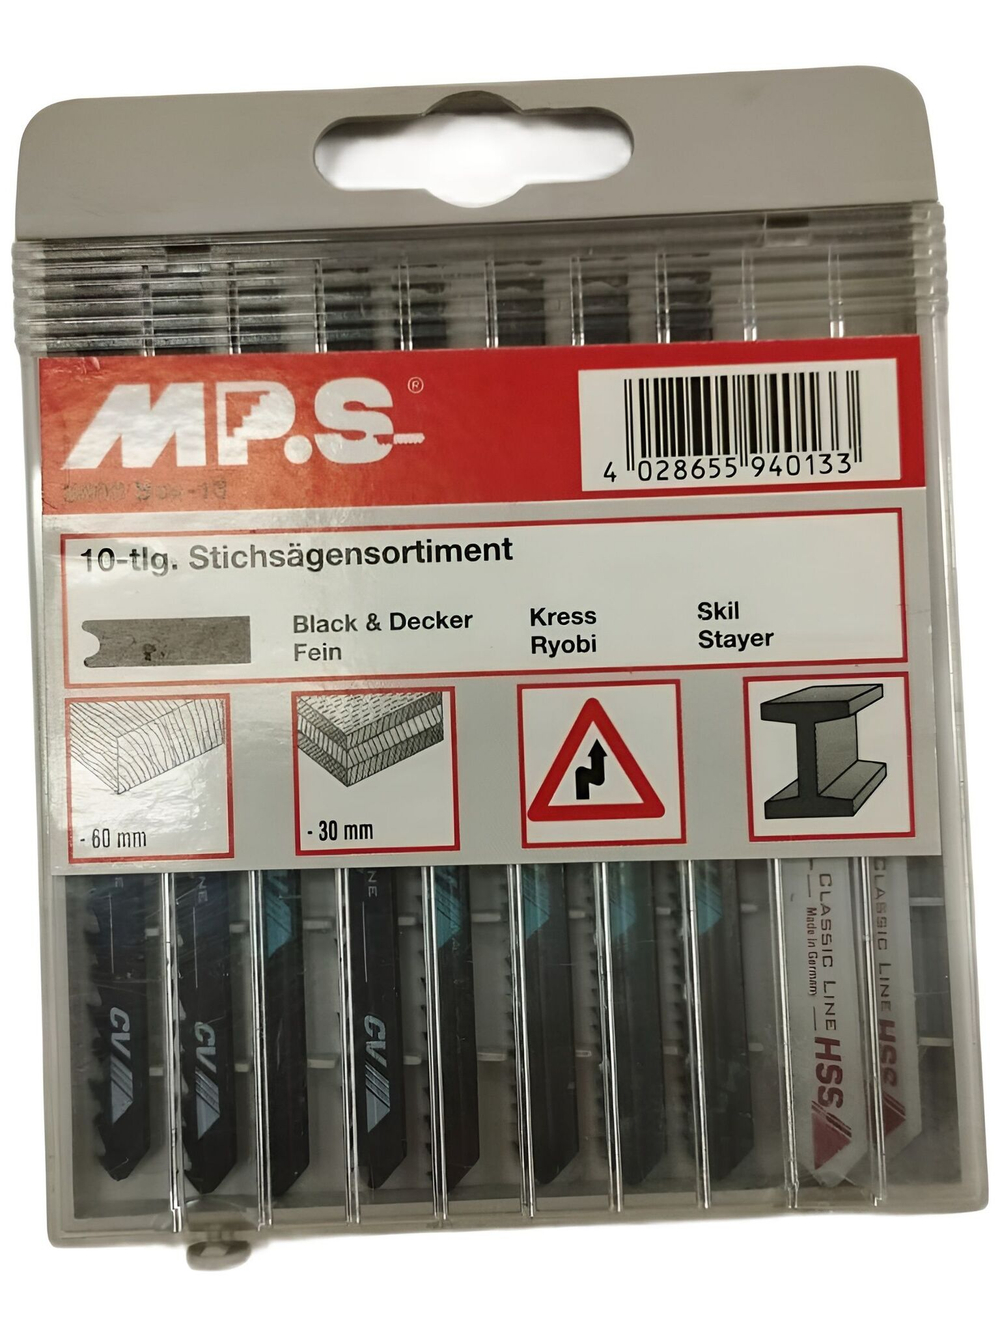 MP.S®
4 028655 940133
10-tlg. Stichsägensortiment
Black & Decker
Fein
Kress
Ryobi
Skil
Stayer
- 60 mm
- 30 mm
CV
CV
CV
CLASSIC LINE HSS
Made in Germany
CLASSIC LINE HSS